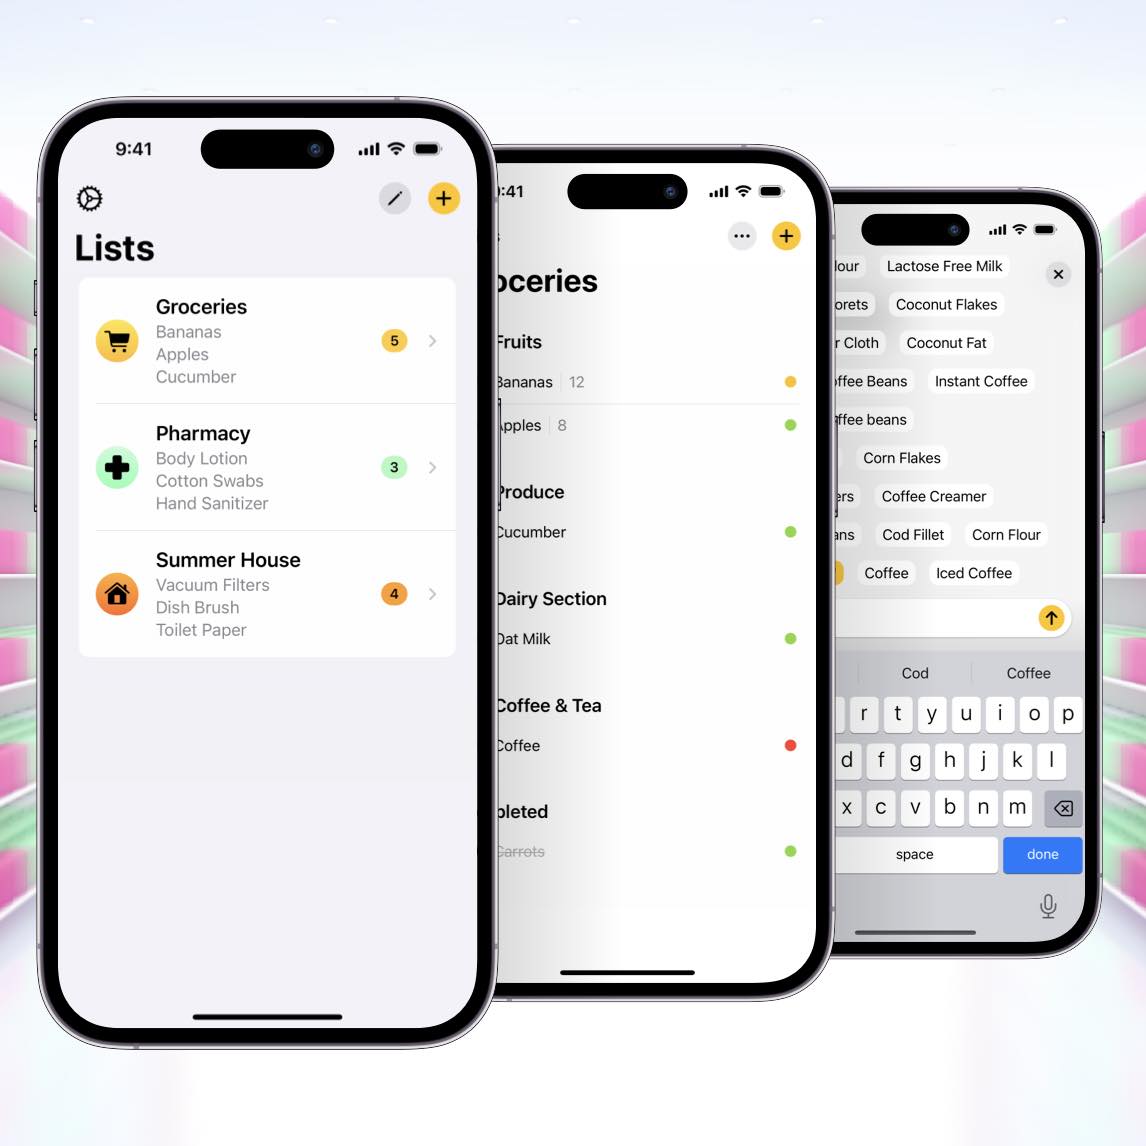 9:41
Lists
Groceries
Bananas
Apples
Cucumber
5
Pharmacy
Body Lotion
Cotton Swabs
Hand Sanitizer
3
Summer House
Vacuum Filters
Dish Brush
Toilet Paper
4
:41
oceries
Fruits
Bananas 12
Apples 8
Produce
Cucumber
Dairy Section
Oat Milk
Coffee & Tea
Coffee
pleted
Carrots
lour Lactose Free Milk
orets Coconut Flakes
r Cloth Coconut Fat
offee Beans Instant Coffee
ffee beans
Corn Flakes
ers Coffee Creamer
ans Cod Fillet Corn Flour
Coffee Iced Coffee
Cod Coffee
r t y u i o p
d f g h j k l
x c v b n m
space done